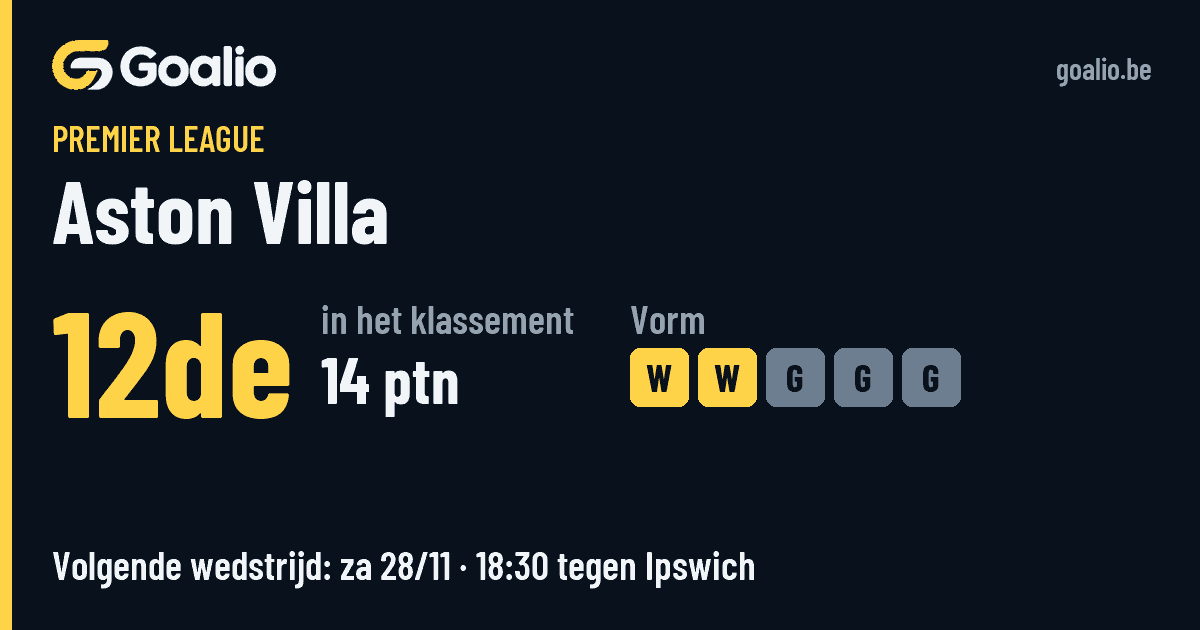 Goalio
goalio.be
PREMIER LEAGUE
Aston Villa
12de
in het klassement
14 ptn
Vorm
W W G G G
Volgende wedstrijd: za 28/11 · 18:30 tegen Ipswich